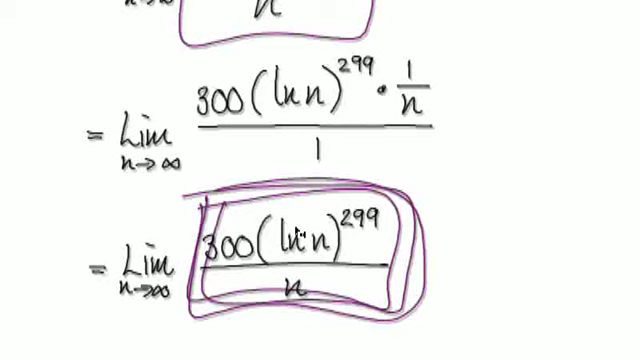 n→∞ n
= Lim n→∞ 300 (ln n)^299 · 1/n / 1
= Lim n→∞ 300 (ln n)^299 / n